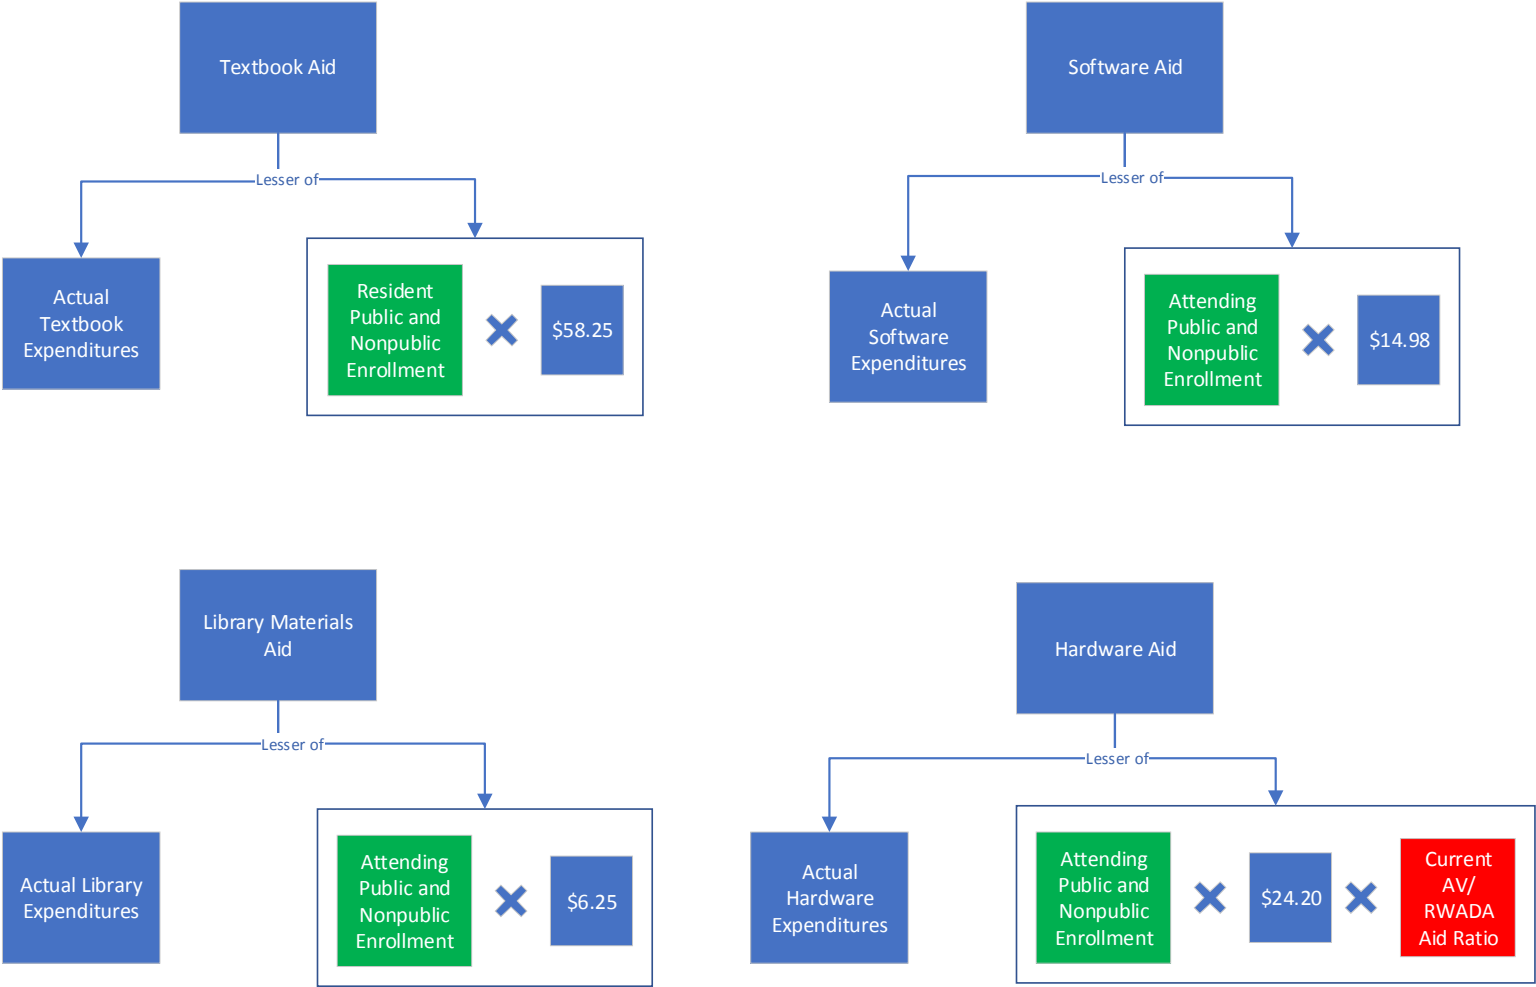 Textbook Aid
Lesser of
Actual
Textbook
Expenditures
Resident
Public and
Nonpublic
Enrollment
$58.25
Software Aid
Lesser of
Actual
Software
Expenditures
Attending
Public and
Nonpublic
Enrollment
$14.98
Library Materials
Aid
Lesser of
Actual Library
Expenditures
Attending
Public and
Nonpublic
Enrollment
$6.25
Hardware Aid
Lesser of
Actual
Hardware
Expenditures
Attending
Public and
Nonpublic
Enrollment
$24.20
Current
AV/
RWADA
Aid Ratio